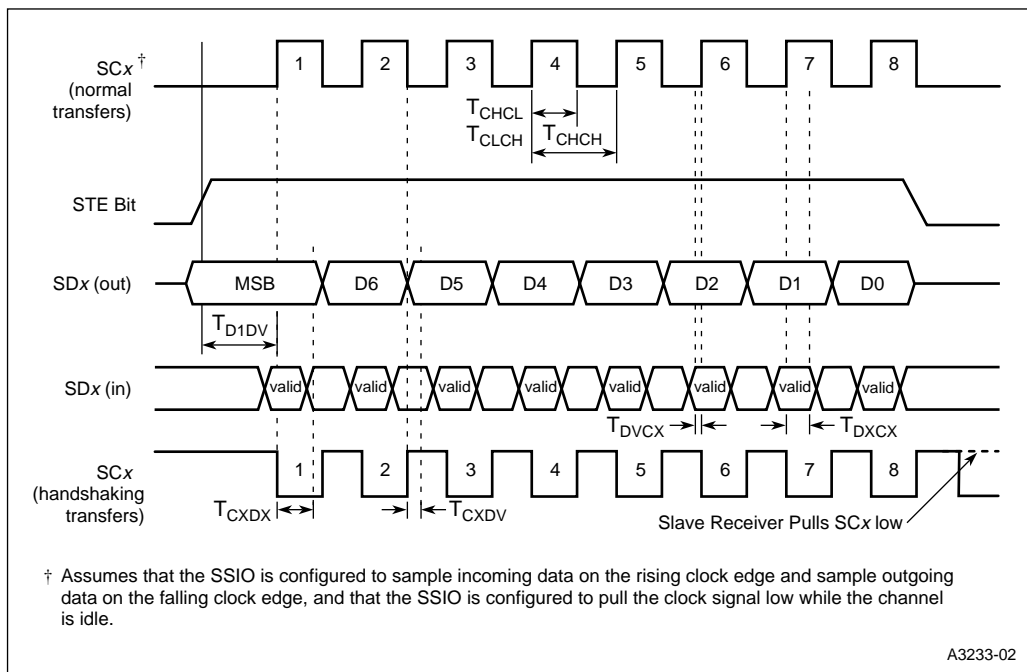 SCx † 1 2 3 4 5 6 7 8
(normal
transfers)
TCHCL
TCLCH TCHCH
STE Bit
SDx (out) MSB D6 D5 D4 D3 D2 D1 D0
TD1DV
SDx (in) valid valid valid valid valid valid valid valid
TDVCX TDXCX
SCx 1 2 3 4 5 6 7 8
(handshaking
transfers)
TCXDX TCXDV
Slave Receiver Pulls SCx low
† Assumes that the SSIO is configured to sample incoming data on the rising clock edge and sample outgoing
data on the falling clock edge, and that the SSIO is configured to pull the clock signal low while the channel
is idle.
A3233-02